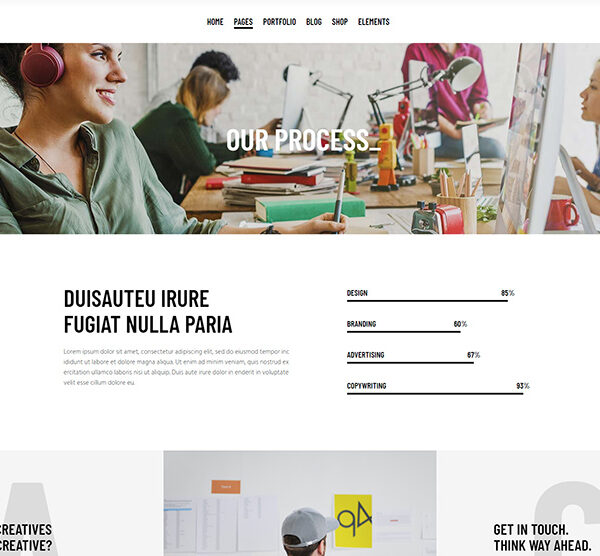 HOME PAGES PORTFOLIO BLOG SHOP ELEMENTS
OUR PROCESS_
DUISAUTEU IRURE
FUGIAT NULLA PARIA
Lorem ipsum dolor sit amet, consectetur adipiscing elit, sed do eiusmod tempor inc
ididunt ut labore et dolore magna aliqua. Ut enim ad minim veniam, quis nostrud ex
ercitation ullamco laboris nisi ut aliquip. Duis aute irure dolor in enderit in voluptate
velit esse cillum dolore eu.
DESIGN 85%
BRANDING 60%
ADVERTISING 67%
COPYWRITING 93%
CREATIVES
CREATIVE?
GET IN TOUCH.
THINK WAY AHEAD.